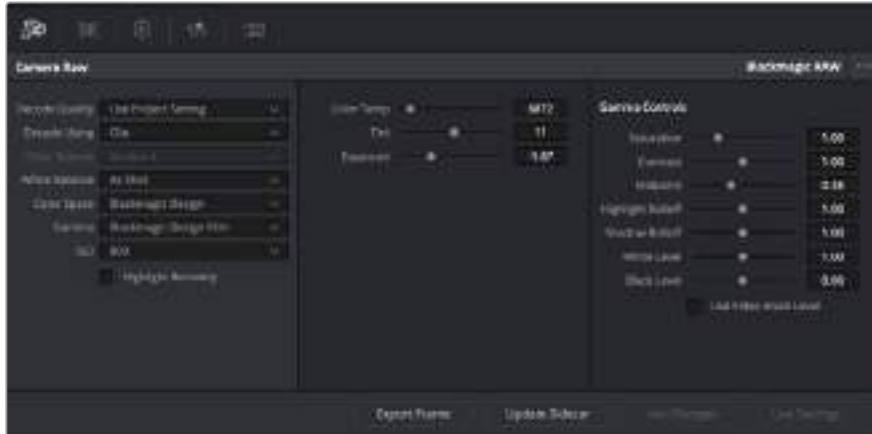 Camera Raw
Blackmagic RAW
Decode Quality Use Project Setting
Decode Using Clip
White Balance As Shot
Color Space Blackmagic Design
Gamma Blackmagic Design Film
ISO 800
Highlight Recovery
Color Temp
Tint 11
Exposure
Gamma Controls
Saturation 1.00
Contrast 1.00
Midpoint 0.38
Highlight Rolloff 1.00
Shadow Rolloff 1.00
White Level 1.00
Black Level 0.00
Use Video Black Level
Export Frame
Update Sidecar